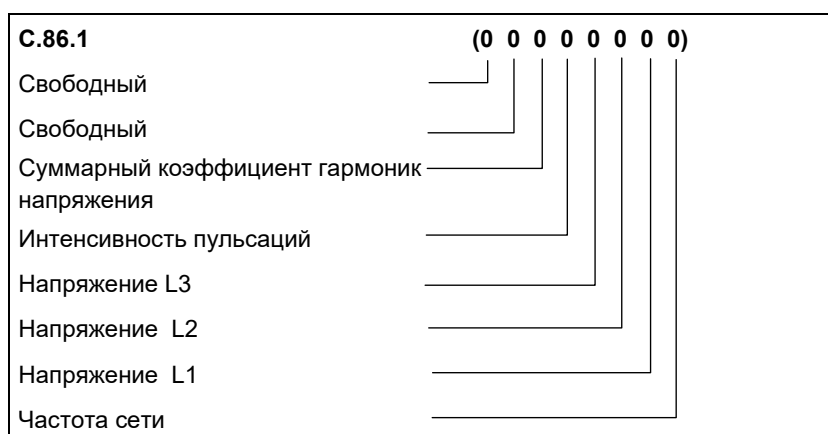 C.86.1 (0 0 0 0 0 0 0 0)
Свободный
Свободный
Суммарный коэффициент гармоник
напряжения
Интенсивность пульсаций
Напряжение L3
Напряжение L2
Напряжение L1
Частота сети